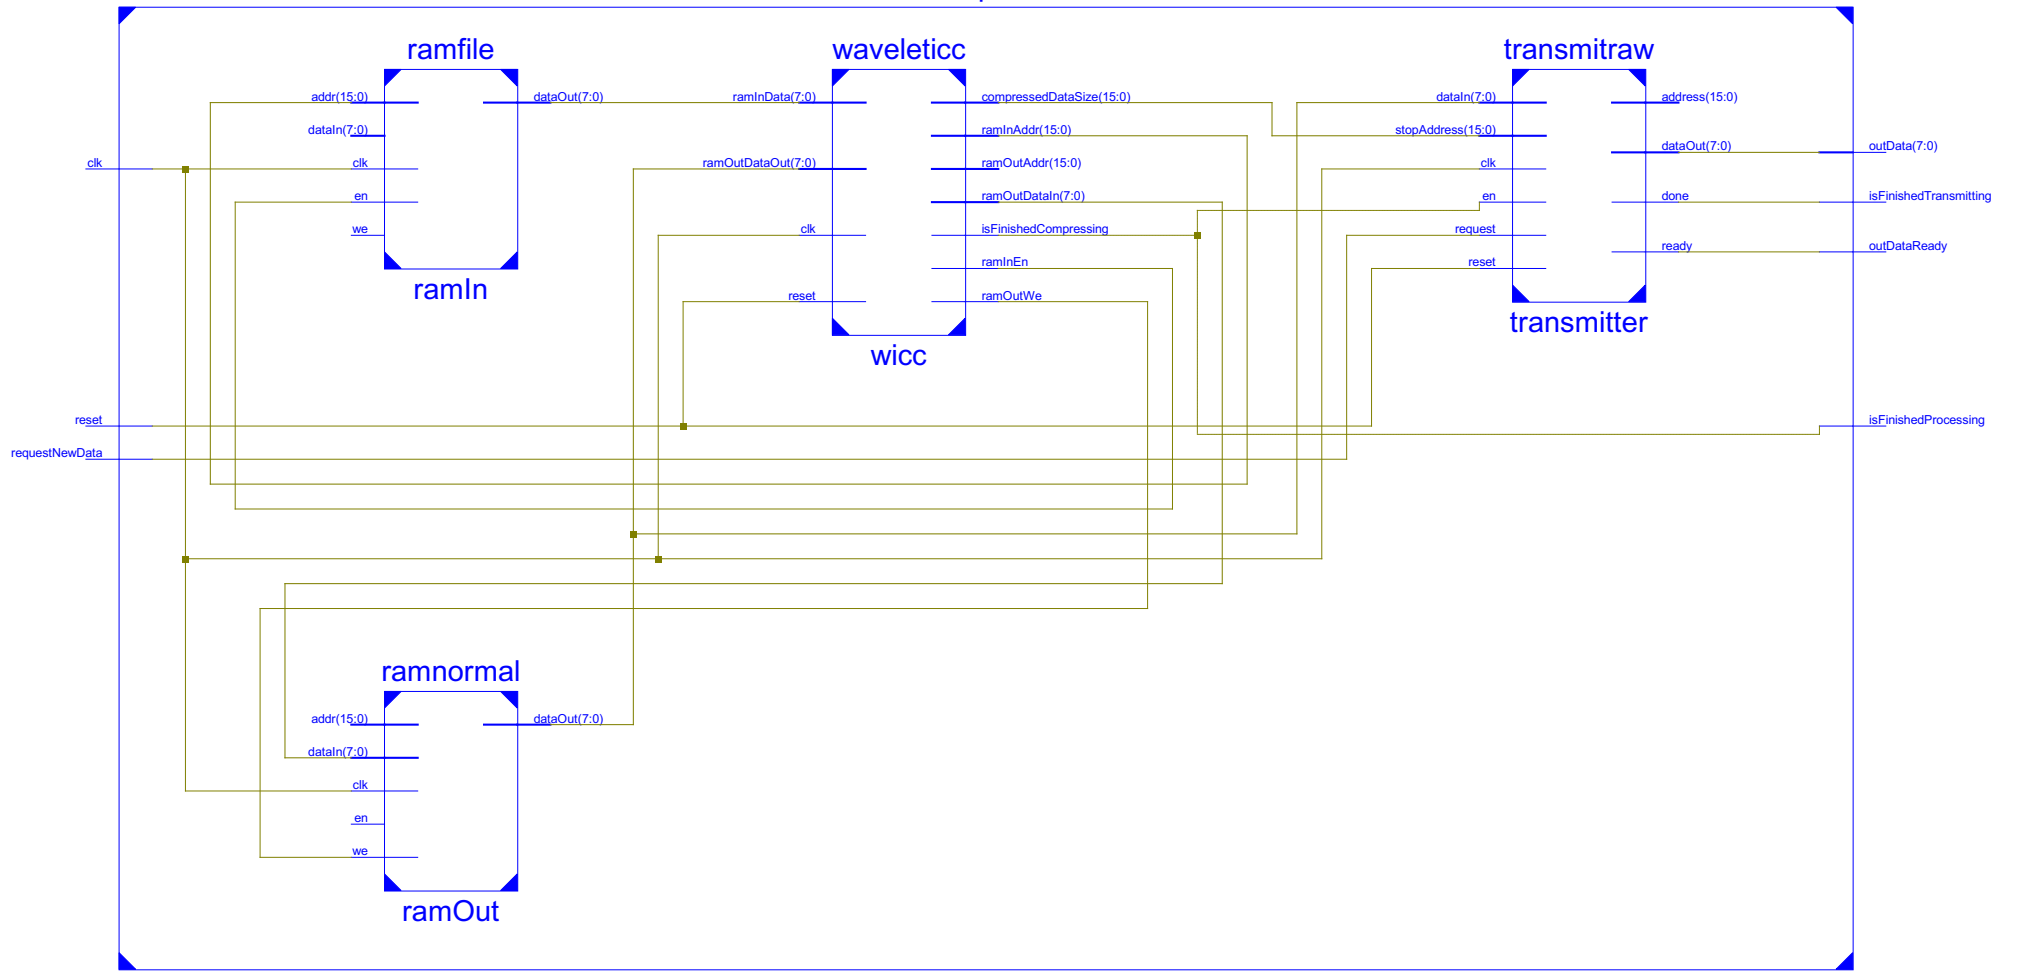 ramfile
addr(15:0)
dataIn(7:0)
clk
en
we
dataOut(7:0)
ramIn
waveleticc
ramInData(7:0)
ramOutDataOut(7:0)
clk
reset
compressedDataSize(15:0)
ramInAddr(15:0)
ramOutAddr(15:0)
ramOutDataIn(7:0)
isFinishedCompressing
ramInEn
ramOutWe
wicc
transmitraw
dataIn(7:0)
stopAddress(15:0)
clk
en
request
reset
address(15:0)
dataOut(7:0)
done
ready
transmitter
clk
reset
requestNewData
outData(7:0)
isFinishedTransmitting
outDataReady
isFinishedProcessing
ramnormal
addr(15:0)
dataIn(7:0)
clk
en
we
dataOut(7:0)
ramOut